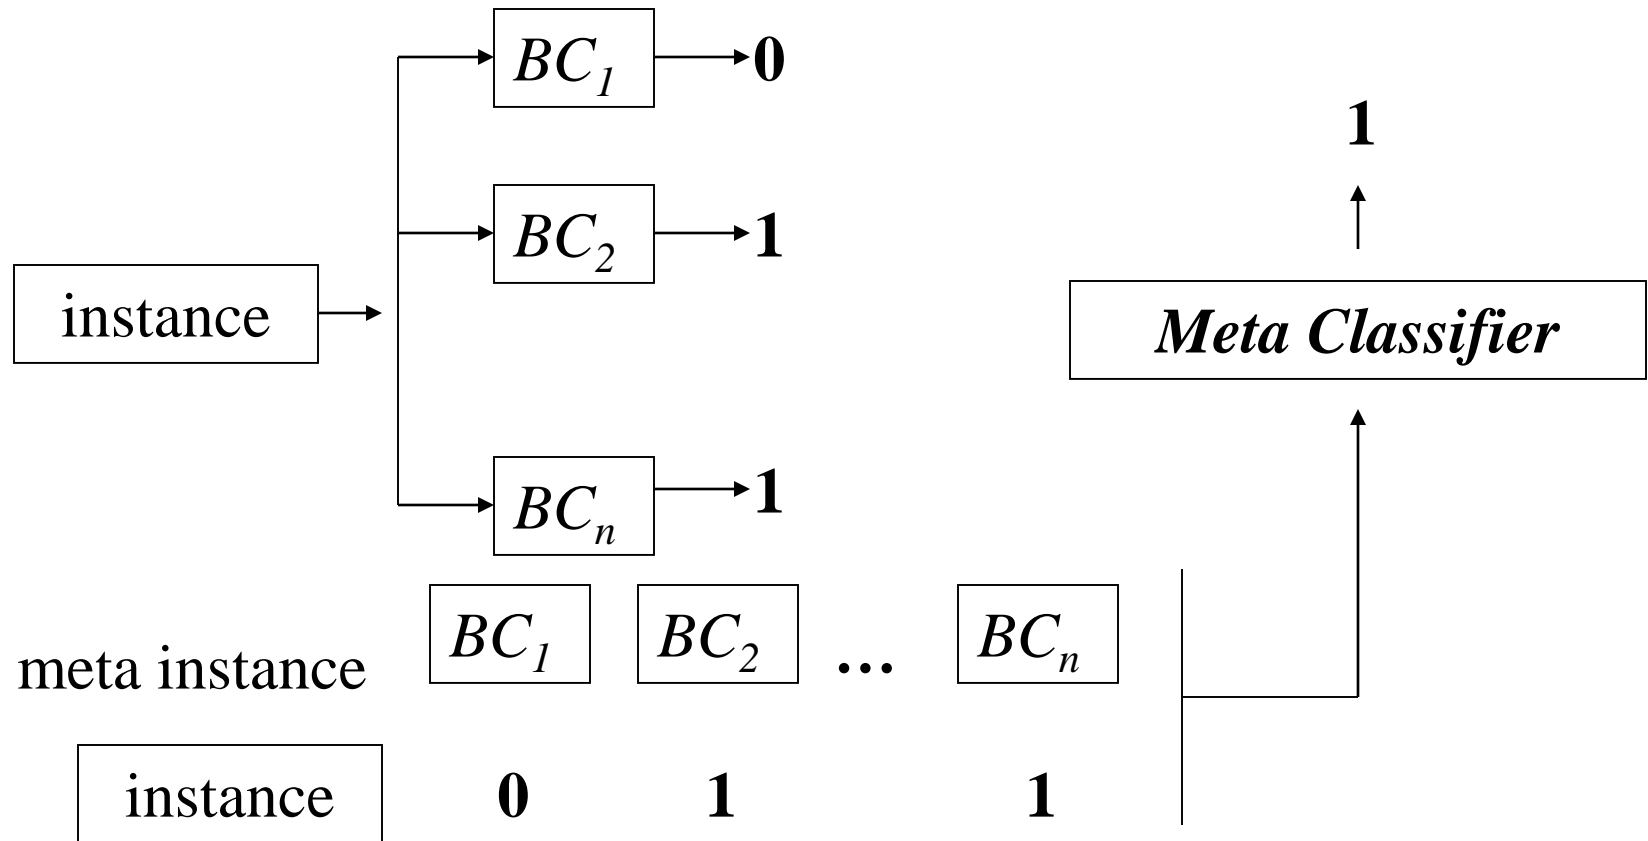 BC1 0
1
BC2 1
instance
Meta Classifier
BCn 1
BC1 BC2 ... BCn
meta instance
instance 0 1 1